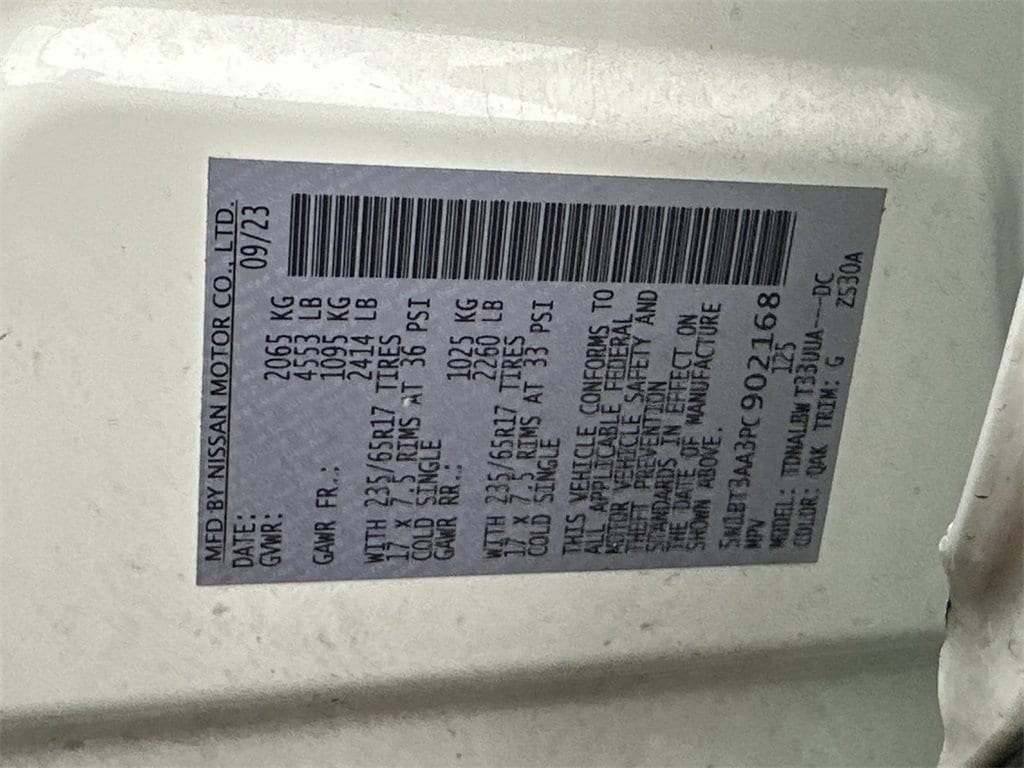 MFD BY NISSAN MOTOR CO., LTD.
DATE: 09/23
GVWR: 2065 KG
4553 LB
GAWR FR.: 1095 KG
2414 LB
WITH 235/65R17 TIRES
17 X 7.5 RIMS AT 36 PSI
COLD SINGLE
GAWR RR.: 1025 KG
2260 LB
WITH 235/65R17 TIRES
17 X 7.5 RIMS AT 33 PSI
COLD SINGLE
THIS VEHICLE CONFORMS TO
ALL APPLICABLE FEDERAL
MOTOR VEHICLE SAFETY AND
THEFT PREVENTION
STANDARDS IN EFFECT ON
THE DATE OF MANUFACTURE
SHOWN ABOVE.
5N1BT3AA3PC902168
MPV 125
MODEL: TDNALBW T33UUA---DC
COLOR: QAK TRIM: G ZS30A